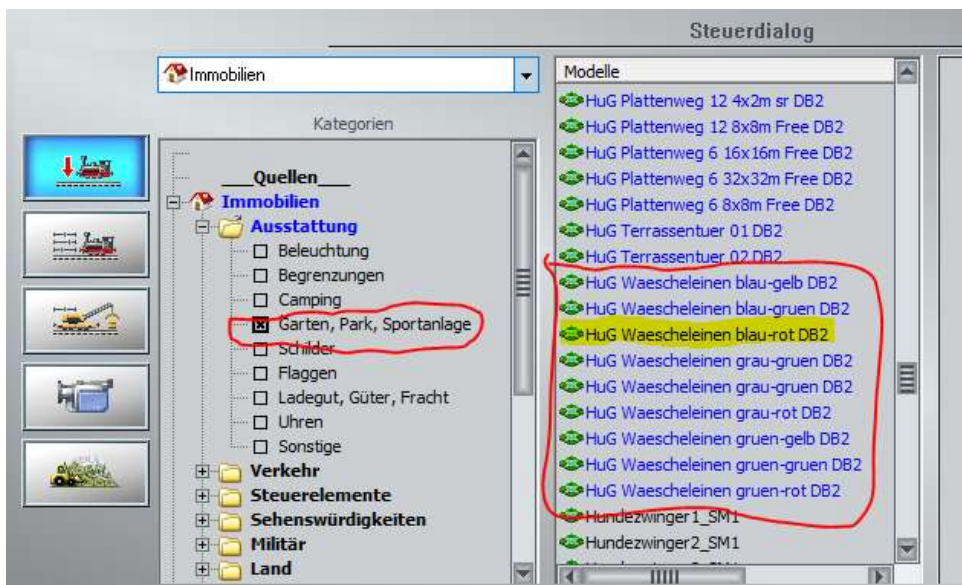 Steuerdialog
Immobilien
Kategorien
___Quellen___
Immobilien
Ausstattung
Beleuchtung
Begrenzungen
Camping
Garten, Park, Sportanlage
Schilder
Flaggen
Ladegut, Güter, Fracht
Uhren
Sonstige
Verkehr
Steuerelemente
Sehenswürdigkeiten
Militär
Land
Modelle
HuG Plattenweg 12 4x2m sr DB2
HuG Plattenweg 12 8x8m Free DB2
HuG Plattenweg 6 16x16m Free DB2
HuG Plattenweg 6 32x32m Free DB2
HuG Plattenweg 6 8x8m Free DB2
HuG Terrassentuer 01 DB2
HuG Terrassentuer 02 DB2
HuG Waescheleinen blau-gelb DB2
HuG Waescheleinen blau-gruen DB2
HuG Waescheleinen blau-rot DB2
HuG Waescheleinen grau-gruen DB2
HuG Waescheleinen grau-gruen DB2
HuG Waescheleinen grau-rot DB2
HuG Waescheleinen gruen-gelb DB2
HuG Waescheleinen gruen-gruen DB2
HuG Waescheleinen gruen-rot DB2
Hundezwinger1_SM1
Hundezwinger2_SM1